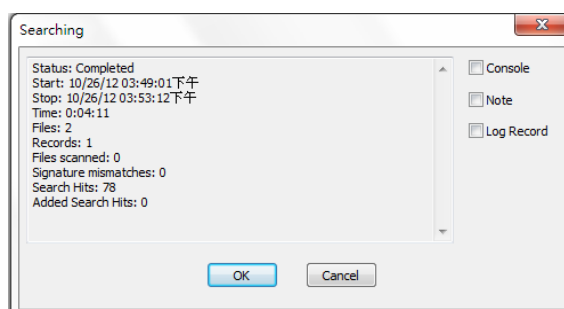 Searching
Status: Completed
Start: 10/26/12 03:49:01下午
Stop: 10/26/12 03:53:12下午
Time: 0:04:11
Files: 2
Records: 1
Files scanned: 0
Signature mismatches: 0
Search Hits: 78
Added Search Hits: 0
Console
Note
Log Record
OK
Cancel